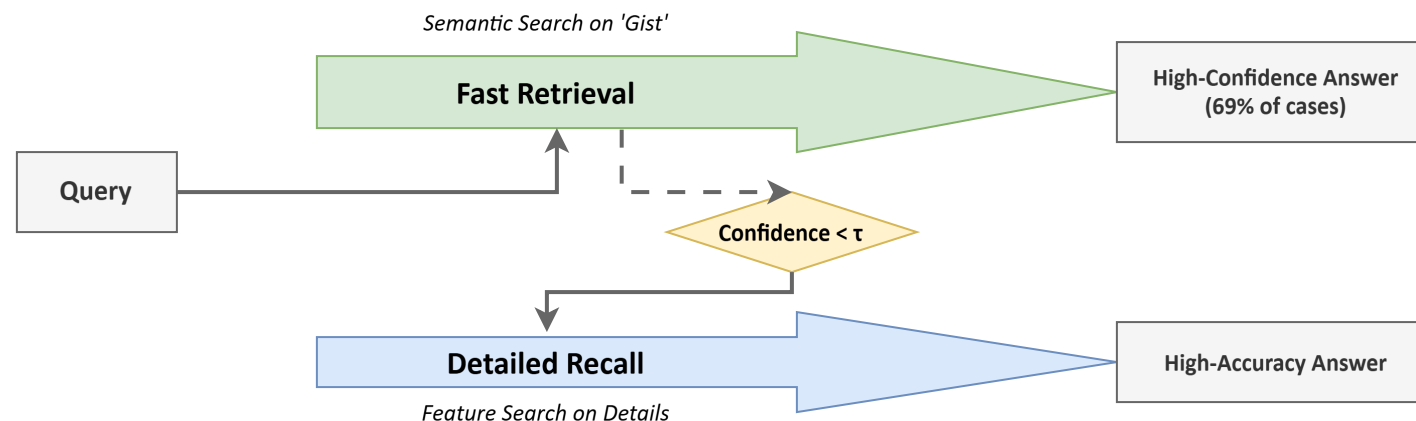 Semantic Search on 'Gist'
Fast Retrieval
High-Confidence Answer
(69% of cases)
Query
Confidence < τ
Detailed Recall
High-Accuracy Answer
Feature Search on Details